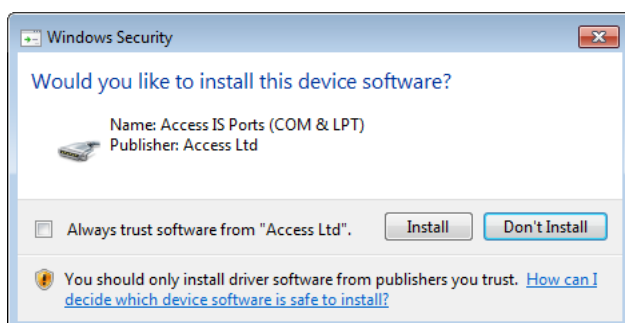 Windows Security
Would you like to install this device software?
Name: Access IS Ports (COM & LPT)
Publisher: Access Ltd
Always trust software from "Access Ltd".
Install
Don't Install
You should only install driver software from publishers you trust. How can I
decide which device software is safe to install?